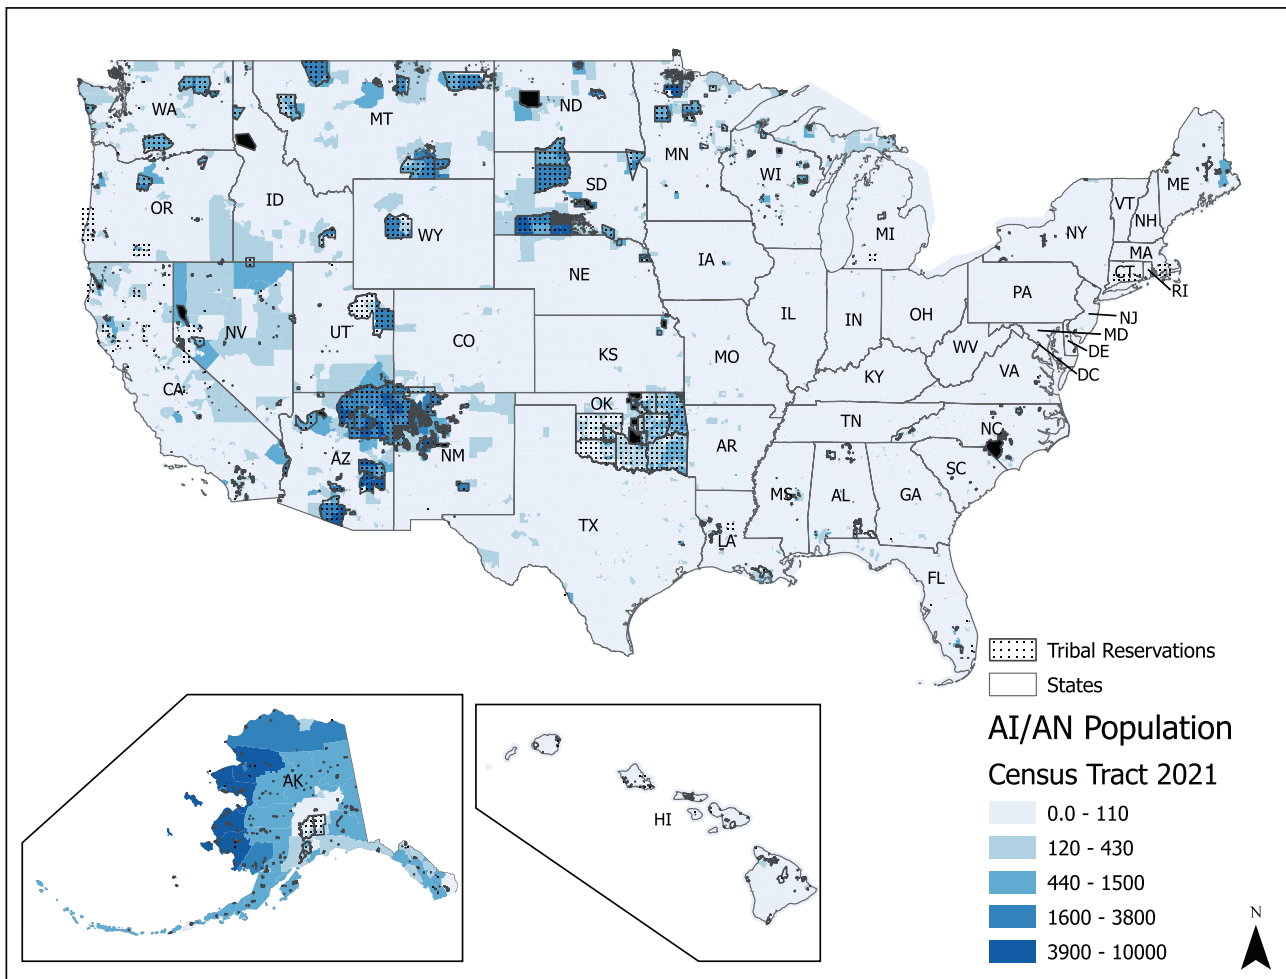 WA
MT
ND
MN
ME
OR
ID
WY
SD
WI
MI
VT
NH
NY
MA
CT
RI
NV
UT
CO
NE
IA
IL
IN
OH
PA
NJ
MD
DE
DC
CA
KS
MO
KY
WV
VA
AZ
NM
OK
AR
TN
NC
SC
TX
LA
MS
AL
GA
FL
AK
HI
Tribal Reservations
States
AI/AN Population
Census Tract 2021
0.0 - 110
120 - 430
440 - 1500
1600 - 3800
3900 - 10000
N